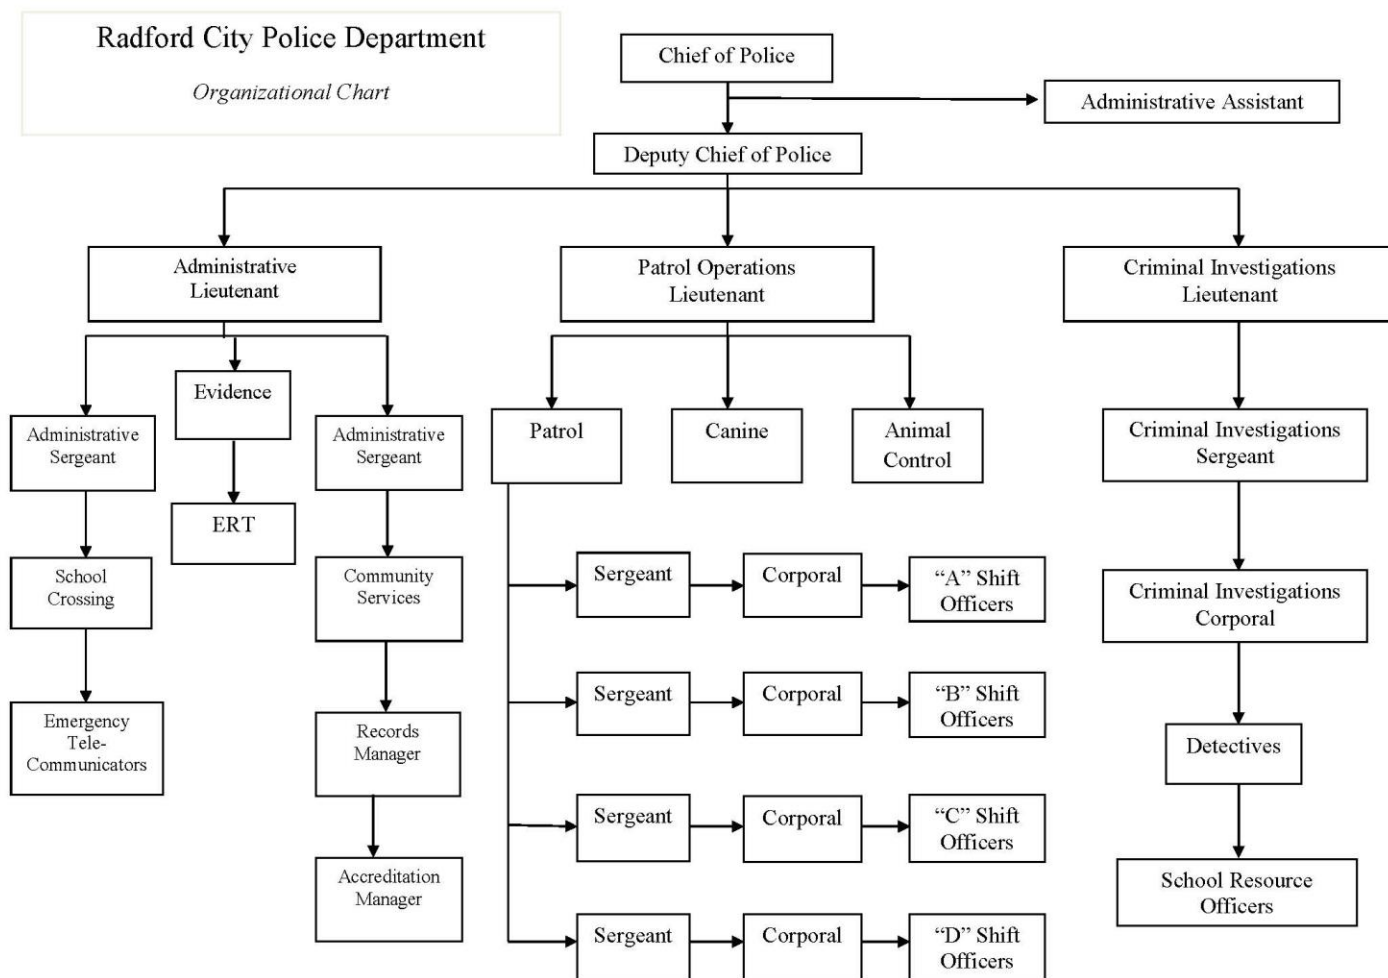 Radford City Police Department
Organizational Chart
Chief of Police
Administrative Assistant
Deputy Chief of Police
Administrative
Lieutenant
Patrol Operations
Lieutenant
Criminal Investigations
Lieutenant
Evidence
Administrative
Sergeant
Administrative
Sergeant
Patrol
Canine
Animal
Control
Criminal Investigations
Sergeant
ERT
School
Crossing
Community
Services
Sergeant
Corporal
“A” Shift
Officers
Criminal Investigations
Corporal
Sergeant
Corporal
“B” Shift
Officers
Emergency
Tele-
Communicators
Records
Manager
Detectives
Sergeant
Corporal
“C” Shift
Officers
Accreditation
Manager
School Resource
Officers
Sergeant
Corporal
“D” Shift
Officers